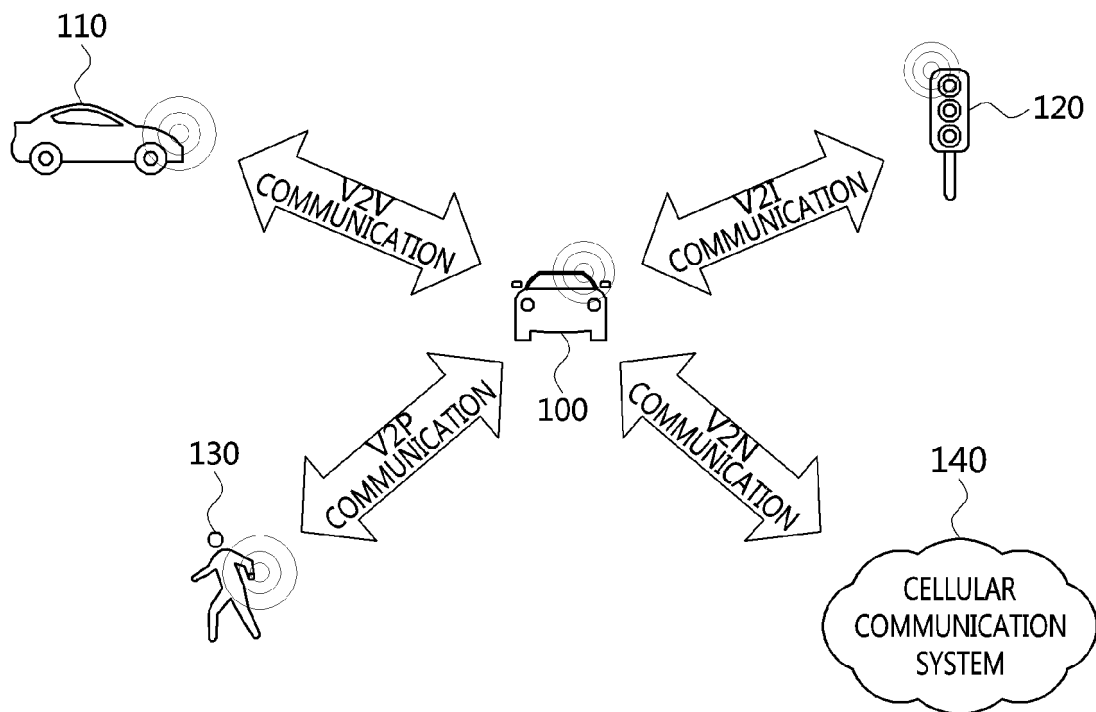 110
120
V2V
COMMUNICATION
V2I
COMMUNICATION
100
V2P
COMMUNICATION
V2N
COMMUNICATION
130
140
CELLULAR
COMMUNICATION
SYSTEM